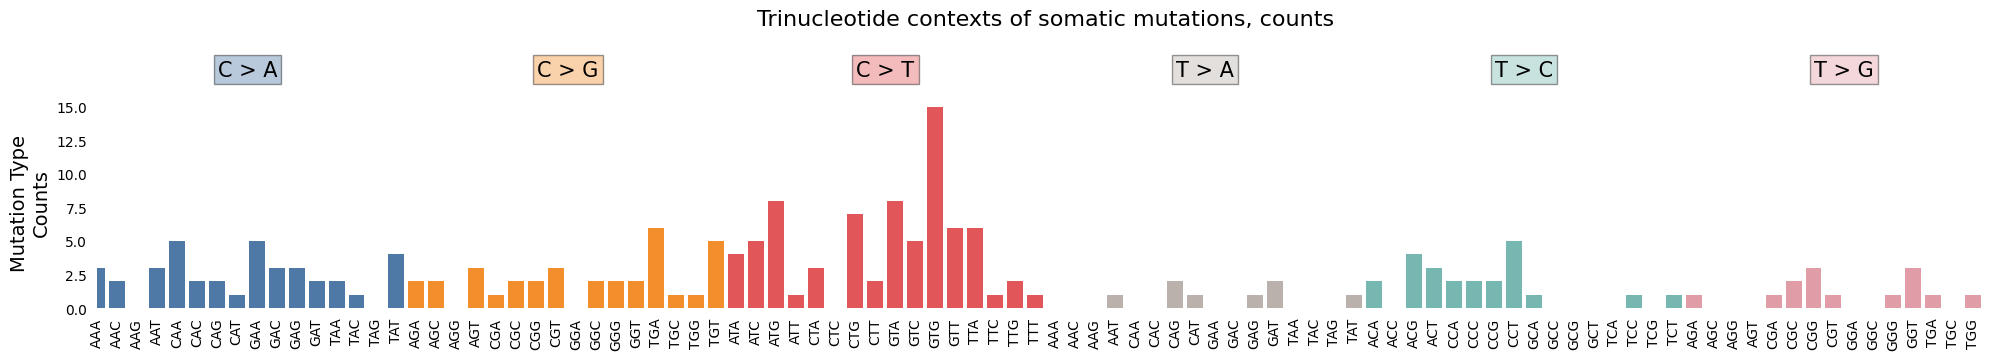 Trinucleotide contexts of somatic mutations, counts
C > A C > G C > T T > A T > C T > G
Mutation Type
Counts
15.0
12.5
10.0
7.5
5.0
2.5
0.0
AAA AAC AAG AAT CAA CAC CAG CAT GAA GAC GAG GAT TAA TAC TAG TAT AGA AGC AGG AGT CGA CGC CGG CGT GGA GGC GGG GGT TGA TGC TGG TGT ATA ATC ATG ATT CTA CTC CTG CTT GTA GTC GTG GTT TTA TTC TTG TTT AAA AAC AAG AAT CAA CAC CAG CAT GAA GAC GAG GAT TAA TAC TAG TAT ACA ACC ACG ACT CCA CCC CCG CCT GCA GCC GCG GCT TCA TCC TCG TCT AGA AGC AGG AGT CGA CGC CGG CGT GGA GGC GGG GGT TGA TGC TGG